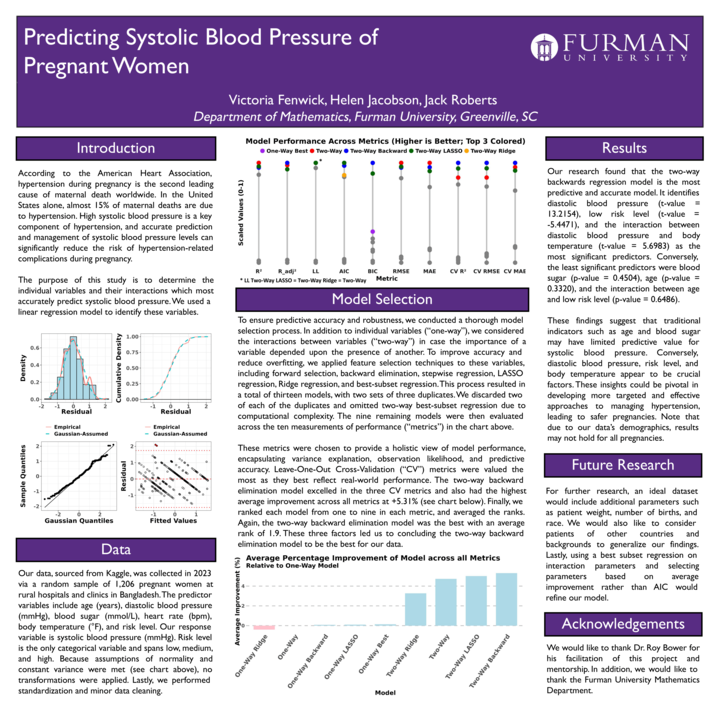 Predicting Systolic Blood Pressure of
Pregnant Women
FURMAN
UNIVERSITY
Victoria Fenwick, Helen Jacobson, Jack Roberts
Department of Mathematics, Furman University, Greenville, SC
Introduction
According to the American Heart Association,
hypertension during pregnancy is the second leading
cause of maternal death worldwide. In the United
States alone, almost 15% of maternal deaths are due
to hypertension. High systolic blood pressure is a key
component of hypertension, and accurate prediction
and management of systolic blood pressure levels can
significantly reduce the risk of hypertension-related
complications during pregnancy.
The purpose of this study is to determine the
individual variables and their interactions which most
accurately predict systolic blood pressure. We used a
linear regression model to identify these variables.
Density
0.6
0.4
0.2
0.0
-2
-1
0
1
2
Residual
Cumulative Density
1.00
0.75
0.50
0.25
0.00
-2
0
2
Residual
Empirical
Gaussian-Assumed
Empirical
Gaussian-Assumed
Sample Quantiles
2
1
0
-1
-2
Gaussian Quantiles
Residual
2
1
0
-1
-2
Fitted Values
Data
Our data, sourced from Kaggle, was collected in 2023
via a random sample of 1,206 pregnant women at
rural hospitals and clinics in Bangladesh. The predictor
variables include age (years), diastolic blood pressure
(mmHg), blood sugar (mmol/L), heart rate (bpm),
body temperature (°F), and risk level. Our response
variable is systolic blood pressure (mmHg). Risk level
is the only categorical variable and spans low, medium,
and high. Because assumptions of normality and
constant variance were met (see chart above), no
transformations were applied. Lastly, we performed
standardization and minor data cleaning.
Model Performance Across Metrics (Higher is Better; Top 3 Colored)
One-Way Best Two-Way Two-Way Backward Two-Way LASSO Two-Way Ridge
*
Scaled Values (0-1)
R² R_adj² LL AIC BIC RMSE MAE CV R² CV RMSE CV MAE
Metric
* LL Two-Way LASSO = Two-Way Ridge = Two-Way
Model Selection
To ensure predictive accuracy and robustness, we conducted a thorough model
selection process. In addition to individual variables ("one-way"), we considered
the interactions between variables ("two-way") in case the importance of a
variable depended upon the presence of another. To improve accuracy and
reduce overfitting, we applied feature selection techniques to these variables,
including forward selection, backward elimination, stepwise regression, LASSO
regression, Ridge regression, and best-subset regression. This process resulted in
a total of thirteen models, with two sets of three duplicates. We discarded two
of each of the duplicates and omitted two-way best-subset regression due to
computational complexity. The nine remaining models were then evaluated
across the ten measurements of performance ("metrics") in the chart above.
These metrics were chosen to provide a holistic view of model performance,
encapsulating variance explanation, observation likelihood, and predictive
accuracy. Leave-One-Out Cross-Validation ("CV") metrics were valued the
most as they best reflect real-world performance. The two-way backward
elimination model excelled in the three CV metrics and also had the highest
average improvement across all metrics at +5.31% (see chart below). Finally, we
ranked each model from one to nine in each metric, and averaged the ranks.
Again, the two-way backward elimination model was the best with an average
rank of 1.9. These three factors led us to concluding the two-way backward
elimination model to be the best for our data.
Average Percentage Improvement of Model across all Metrics
Relative to One-Way Model
Average Improvement (%)
4
2
0
One-Way Ridge
One-Way
One-Way Backward
One-Way LASSO
One-Way Best
Two-Way Ridge
Two-Way
Two-Way LASSO
Two-Way Backward
Model
Results
Our research found that the two-way
backwards regression model is the most
predictive and accurate model. It identifies
diastolic blood pressure (t-value =
13.2154), low risk level (t-value =
-5.4471), and the interaction between
diastolic blood pressure and body
temperature (t-value = 5.6983) as the
most significant predictors. Conversely,
the least significant predictors were blood
sugar (p-value = 0.4504), age (p-value =
0.3320), and the interaction between age
and low risk level (p-value = 0.6486).
These findings suggest that traditional
indicators such as age and blood sugar
may have limited predictive value for
systolic blood pressure. Conversely,
diastolic blood pressure, risk level, and
body temperature appear to be crucial
factors. These insights could be pivotal in
developing more targeted and effective
approaches to managing hypertension,
leading to safer pregnancies. Note that
due to our data's demographics, results
may not hold for all pregnancies.
Future Research
For further research, an ideal dataset
would include additional parameters such
as patient weight, number of births, and
race. We would also like to consider
patients of other countries and
backgrounds to generalize our findings.
Lastly, using a best subset regression on
interaction parameters and selecting
parameters based on average
improvement rather than AIC would
refine our model.
Acknowledgements
We would like to thank Dr. Roy Bower for
his facilitation of this project and
mentorship. In addition, we would like to
thank the Furman University Mathematics
Department.